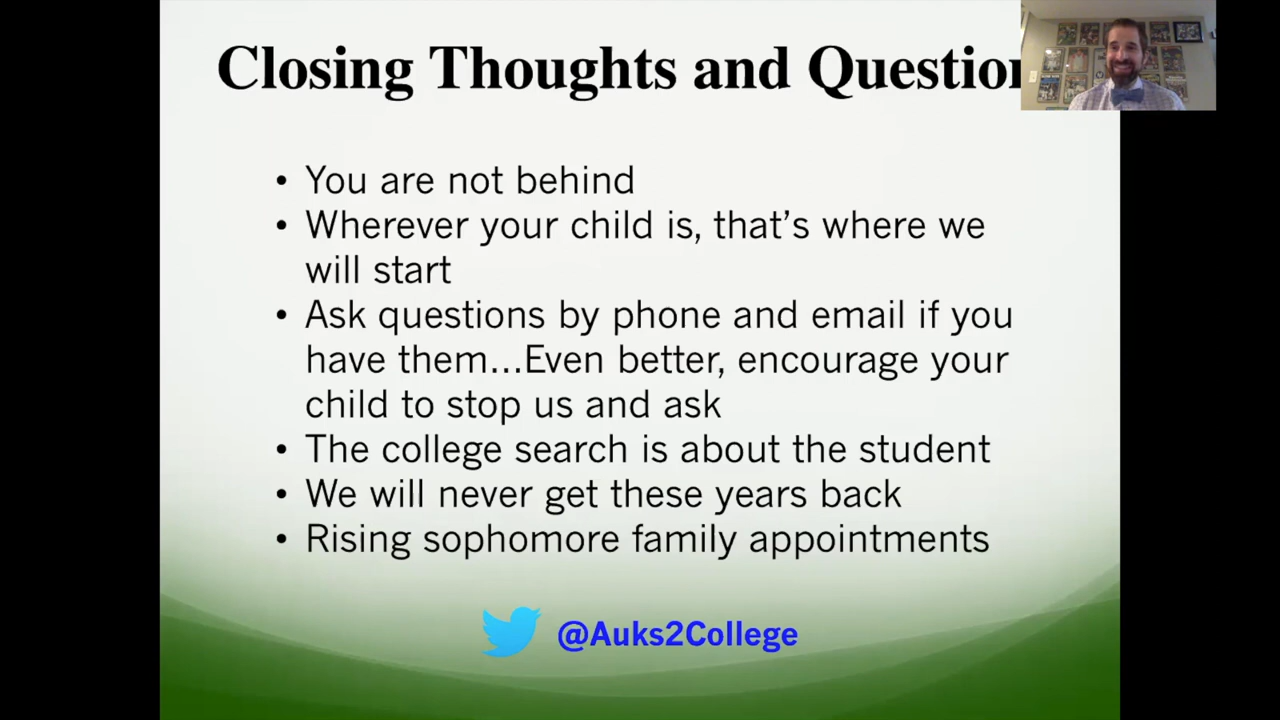 Closing Thoughts and Question
• You are not behind
• Wherever your child is, that’s where we
will start
• Ask questions by phone and email if you
have them...Even better, encourage your
child to stop us and ask
• The college search is about the student
• We will never get these years back
• Rising sophomore family appointments
@Auks2College